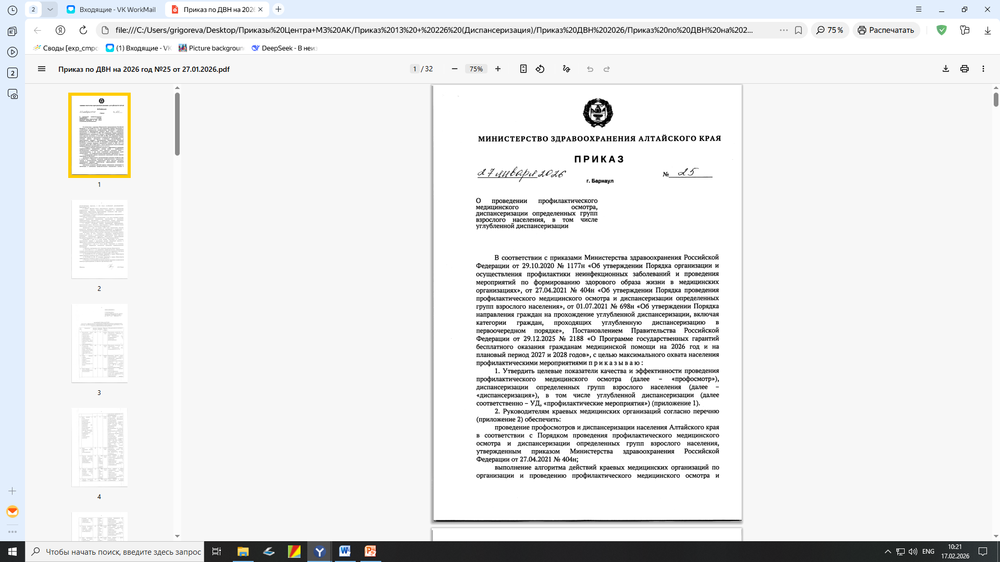 2
Входящие - VK WorkMail
Приказ по ДВН на 2026
file:///C:/Users/grigoreva/Desktop/Приказы%20Центра+МЗ%20АК/Приказ%2013%20+%20226%20(Диспансеризация)/Приказ%20ДВН%202026/Приказ%20по%20ДВН%20на%202...
75 %
Распечатать
Своды [exp_cmpc
(1) Входящие - VK
Picture background
DeepSeek - В неиз
2
Приказ по ДВН на 2026 год №25 от 27.01.2026.pdf
1 / 32
75%
1
2
3
4
МИНИСТЕРСТВО ЗДРАВООХРАНЕНИЯ АЛТАЙСКОГО КРАЯ
ПРИКАЗ
27 января 2026
№ 25
г. Барнаул
О проведении профилактического
медицинского осмотра,
диспансеризации определенных групп
взрослого населения, в том числе
углубленной диспансеризации
В соответствии с приказами Министерства здравоохранения Российской
Федерации от 29.10.2020 № 1177н «Об утверждении Порядка организации и
осуществления профилактики неинфекционных заболеваний и проведения
мероприятий по формированию здорового образа жизни в медицинских
организациях», от 27.04.2021 № 404н «Об утверждении Порядка проведения
профилактического медицинского осмотра и диспансеризации определенных
групп взрослого населения», от 01.07.2021 № 698н «Об утверждении Порядка
направления граждан на прохождение углубленной диспансеризации, включая
категории граждан, проходящих углубленную диспансеризацию в
первоочередном порядке», Постановлением Правительства Российской
Федерации от 29.12.2025 № 2188 «О Программе государственных гарантий
бесплатного оказания гражданам медицинской помощи на 2026 год и на
плановый период 2027 и 2028 годов», с целью максимального охвата населения
профилактическими мероприятиями п р и к а з ы в а ю :
1. Утвердить целевые показатели качества и эффективности проведения
профилактического медицинского осмотра (далее – «профосмотр»),
диспансеризации определенных групп взрослого населения (далее –
«диспансеризация»), в том числе углубленной диспансеризации (далее
соответственно – УД, «профилактические мероприятия») (приложение 1).
2. Руководителям краевых медицинских организаций согласно перечню
(приложение 2) обеспечить:
проведение профосмотров и диспансеризации населения Алтайского края
в соответствии с Порядком проведения профилактического медицинского
осмотра и диспансеризации определенных групп взрослого населения,
утвержденным приказом Министерства здравоохранения Российской
Федерации от 27.04.2021 № 404н;
выполнение алгоритма действий краевых медицинских организаций по
организации и проведению профилактического медицинского осмотра и
Чтобы начать поиск, введите здесь запрос
ENG
10:21
17.02.2026